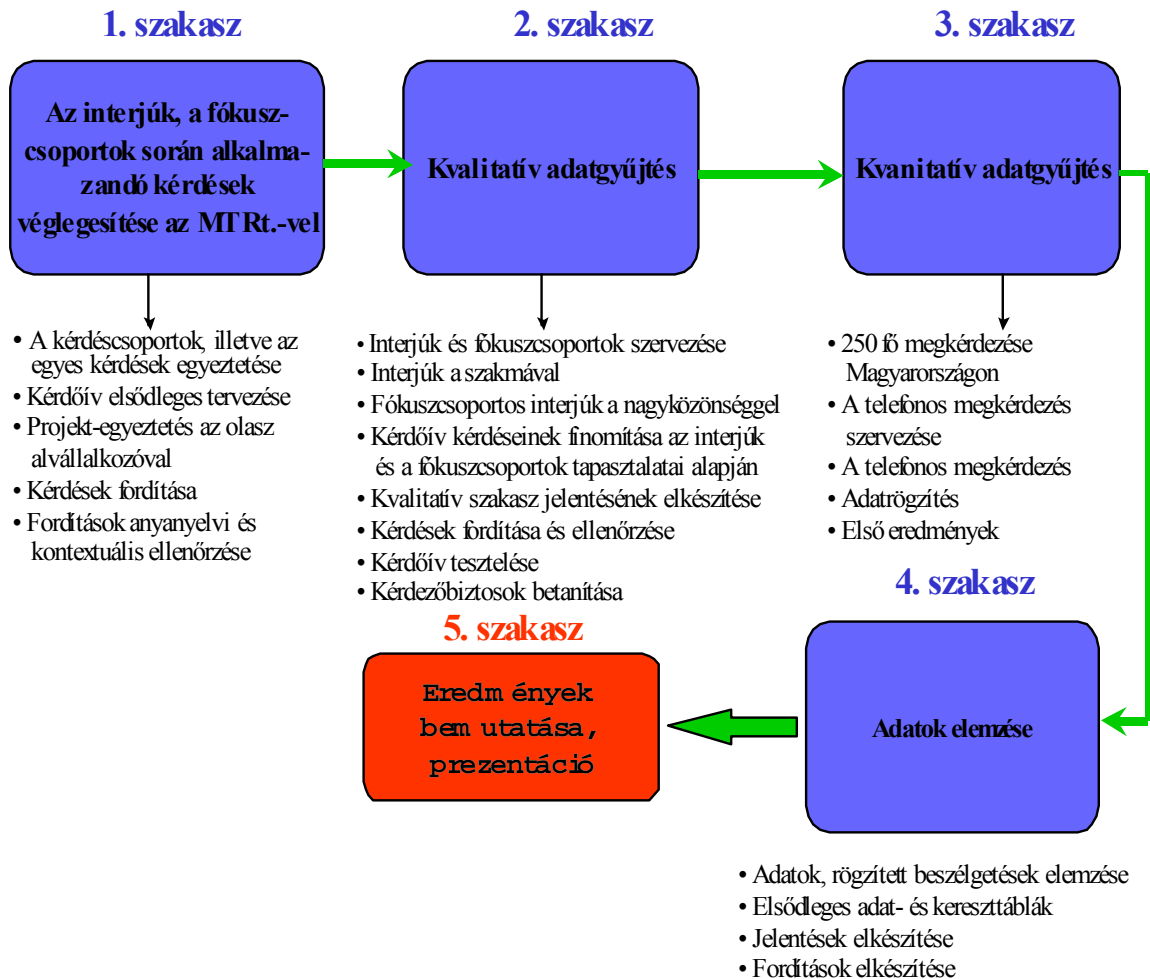 1. szakasz
Az interjúk, a fókusz-
csoportok során alkalma-
zandó kérdések
véglegesítése az MTRt.-vel
• A kérdéscsoportok, illetve az
egyes kérdések egyeztetése
• Kérdőív elsődleges tervezése
• Projekt-egyeztetés az olasz
alvállalkozóval
• Kérdések fordítása
• Fordítások anyanyelvi és
kontextuális ellenőrzése
2. szakasz
Kvalitatív adatgyűjtés
• Interjúk és fókuszcsoportok szervezése
• Interjúk a szakmával
• Fókuszcsoportos interjúk a nagyközönséggel
• Kérdőív kérdéseinek finomítása az interjúk
és a fókuszcsoportok tapasztalatai alapján
• Kvalitatív szakasz jelentésének elkészítése
• Kérdések fordítása és ellenőrzése
• Kérdőív tesztelése
• Kérdezőbiztosok betanítása
3. szakasz
Kvanitatív adatgyűjtés
• 250 fő megkérdezése
Magyarországon
• A telefonos megkérdezés
szervezése
• A telefonos megkérdezés
• Adatrögzítés
• Első eredmények
4. szakasz
Adatok elemzése
• Adatok, rögzített beszélgetések elemzése
• Elsődleges adat- és kereszttáblák
• Jelentések elkészítése
• Fordítások elkészítése
5. szakasz
Eredmények
bemutatása,
prezentáció